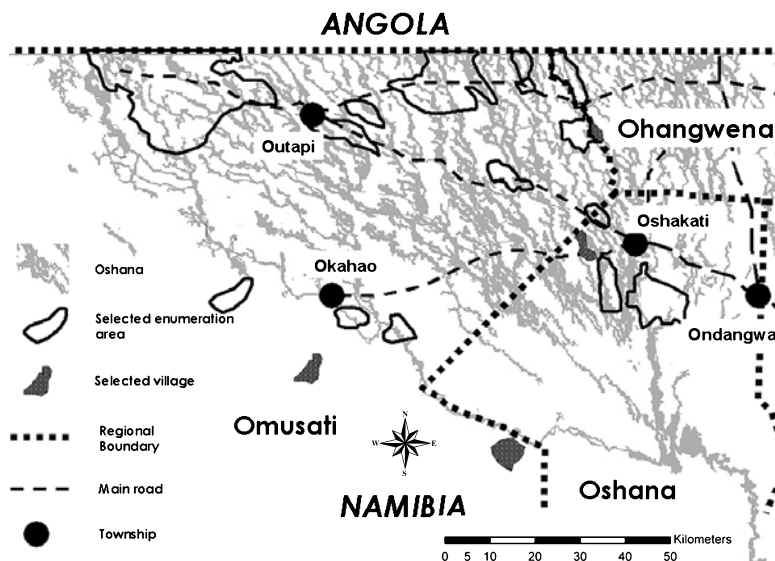 ANGOLA
Ohangwena
Outapi
Oshakati
Okahao
Oshana
Selected enumeration
area
Ondangwa
Selected village
Omusati
Regional
Boundary
N
W E
S
Main road
NAMIBIA
Oshana
Township
Kilometers
0 5 10 20 30 40 50